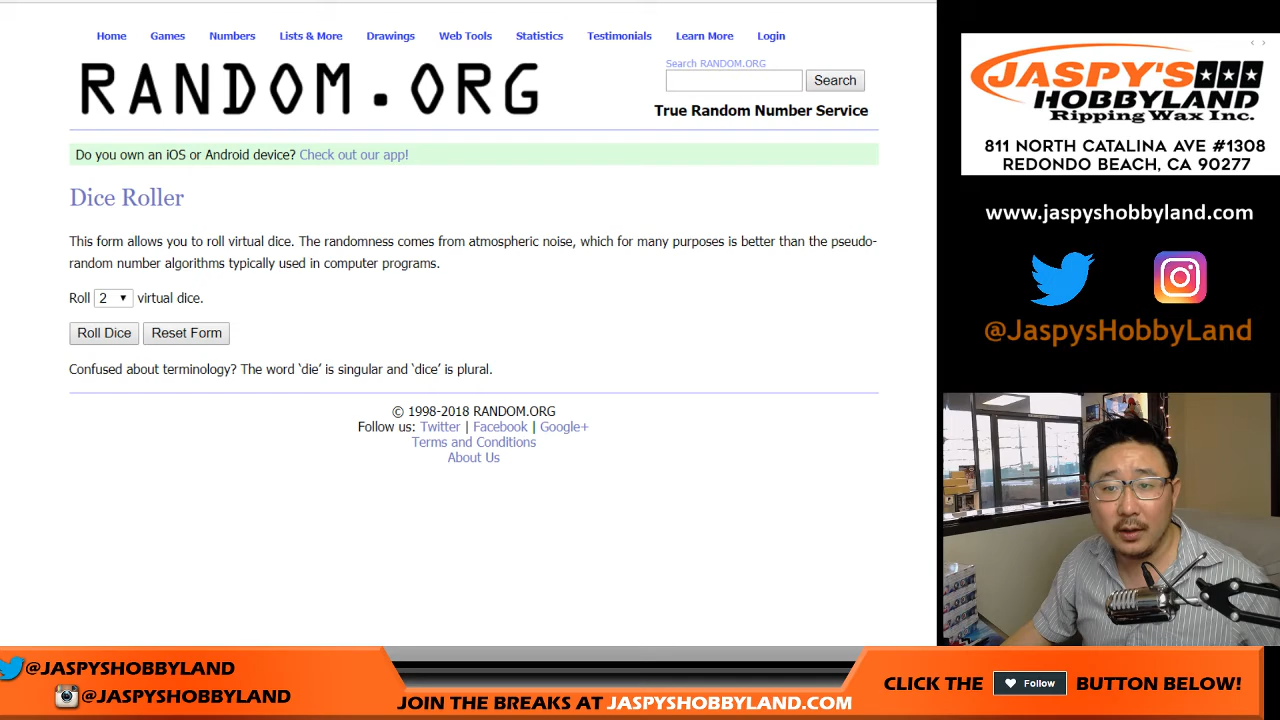 Home Games Numbers Lists & More Drawings Web Tools Statistics Testimonials Learn More Login
RANDOM.ORG
Search RANDOM.ORG
Search
True Random Number Service
Do you own an iOS or Android device? Check out our app!
Dice Roller
This form allows you to roll virtual dice. The randomness comes from atmospheric noise, which for many purposes is better than the pseudo-
random number algorithms typically used in computer programs.
Roll 2 virtual dice.
Roll Dice Reset Form
Confused about terminology? The word ‘die’ is singular and ‘dice’ is plural.
© 1998-2018 RANDOM.ORG
Follow us: Twitter | Facebook | Google+
Terms and Conditions
About Us
JASPY'S
HOBBYLAND
Ripping Wax Inc.
811 NORTH CATALINA AVE #1308
REDONDO BEACH, CA 90277
www.jaspyshobbyland.com
@JaspysHobbyLand
@JASPYSHOBBYLAND
@JASPYSHOBBYLAND
JOIN THE BREAKS AT JASPYSHOBBYLAND.COM
CLICK THE Follow BUTTON BELOW!